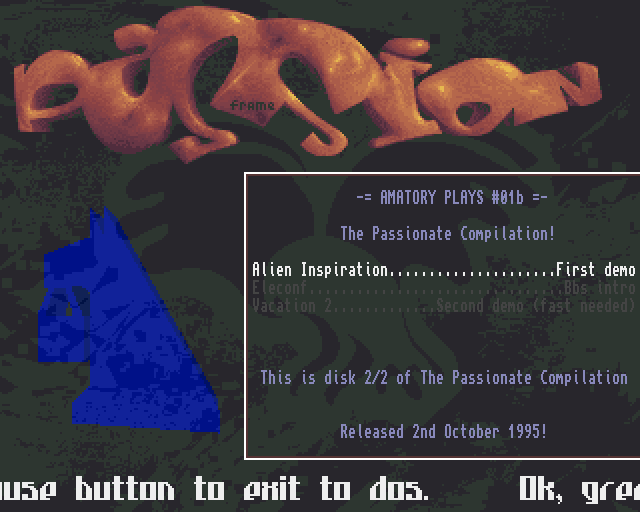 passion
frame
-= AMATORY PLAYS #01b =-
The Passionate Compilation!
Alien Inspiration.....................First demo
Eleconf................................Bbs intro
Vacation 2.............Second demo (fast needed)
This is disk 2/2 of The Passionate Compilation
Released 2nd October 1995!
ouse button to exit to dos. Ok, gree